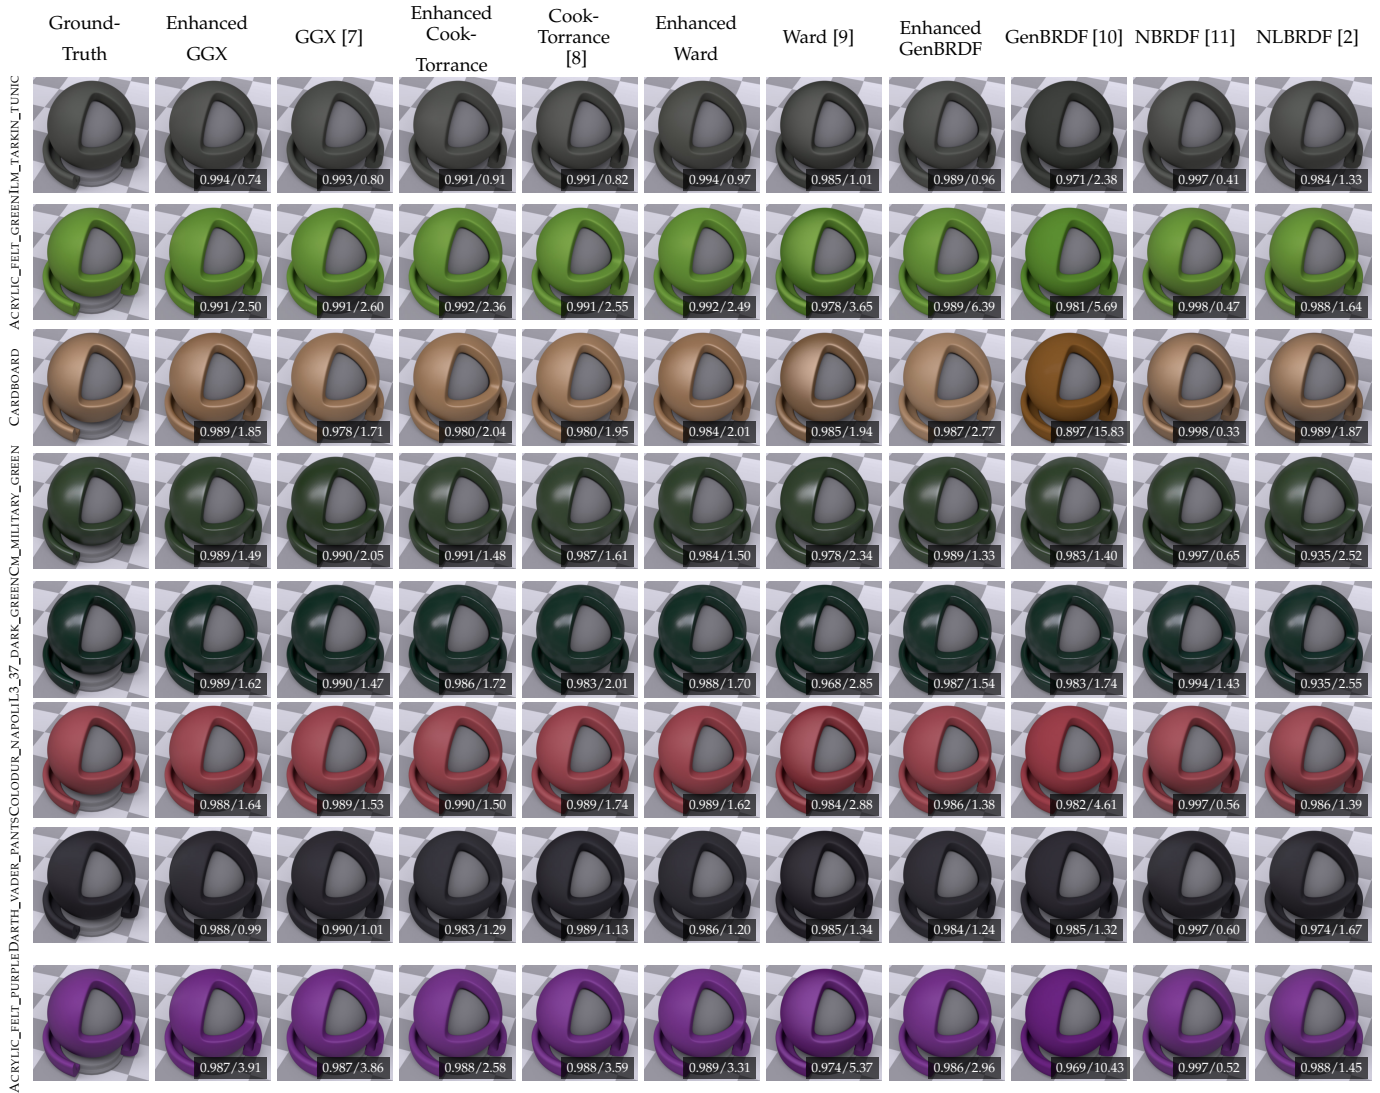 Ground-
Truth
Enhanced
GGX
GGX [7]
Enhanced
Cook-
Torrance
Cook-
Torrance
[8]
Enhanced
Ward
Ward [9]
Enhanced
GenBRDF
GenBRDF [10]
NBRDF [11]
NLBRDF [2]
ILM_TARKIN_TUNIC
0.994/0.74 0.993/0.80 0.991/0.91 0.991/0.82 0.994/0.97 0.985/1.01 0.989/0.96 0.971/2.38 0.997/0.41 0.984/1.33
ACRYLIC_FELT_GREEN
0.991/2.50 0.991/2.60 0.992/2.36 0.991/2.55 0.992/2.49 0.978/3.65 0.989/6.39 0.981/5.69 0.998/0.47 0.988/1.64
CARDBOARD
0.989/1.85 0.978/1.71 0.980/2.04 0.980/1.95 0.984/2.01 0.985/1.94 0.987/2.77 0.897/15.83 0.998/0.33 0.989/1.87
CM_MILITARY_GREEN
0.989/1.49 0.990/2.05 0.991/1.48 0.987/1.61 0.984/1.50 0.978/2.34 0.989/1.33 0.983/1.40 0.997/0.65 0.935/2.52
L3_37_DARK_GREEN
0.989/1.62 0.990/1.47 0.986/1.72 0.983/2.01 0.988/1.70 0.968/2.85 0.987/1.54 0.983/1.74 0.994/1.43 0.935/2.55
COLODUR_NAPOLI
0.988/1.64 0.989/1.53 0.990/1.50 0.989/1.74 0.989/1.62 0.984/2.88 0.986/1.38 0.982/4.61 0.997/0.56 0.986/1.39
DARTH_VADER_PANTS
0.988/0.99 0.990/1.01 0.983/1.29 0.989/1.13 0.986/1.20 0.985/1.34 0.984/1.24 0.985/1.32 0.997/0.60 0.974/1.67
ACRYLIC_FELT_PURPLE
0.987/3.91 0.987/3.86 0.988/2.58 0.988/3.59 0.989/3.31 0.974/5.37 0.986/2.96 0.969/10.43 0.997/0.52 0.988/1.45